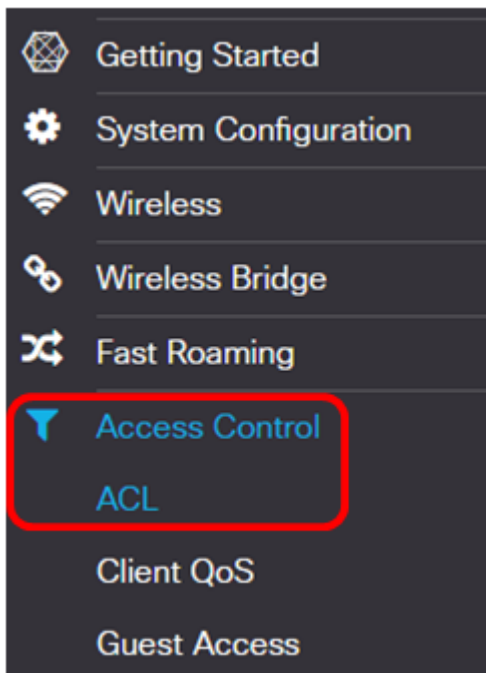 Getting Started
System Configuration
Wireless
Wireless Bridge
Fast Roaming
Access Control
ACL
Client QoS
Guest Access